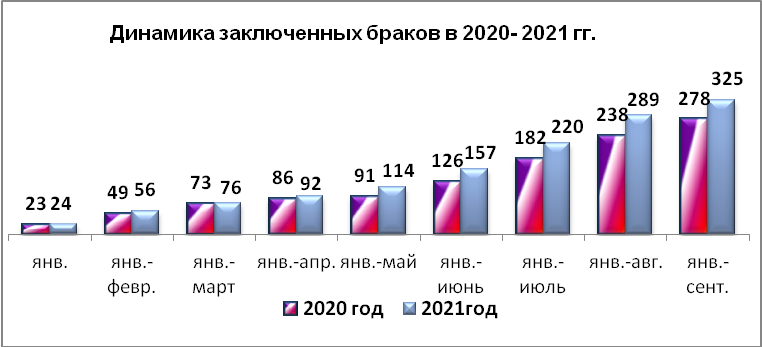 Динамика заключенных браков в 2020- 2021 гг.
23 24 49 56 73 76 86 92 91 114 126 157 182 220 238 289 278 325
янв. янв.-февр. янв.-март янв.-апр. янв.-май янв.-июнь янв.-июль янв.-авг. янв.-сент.
2020 год 2021год